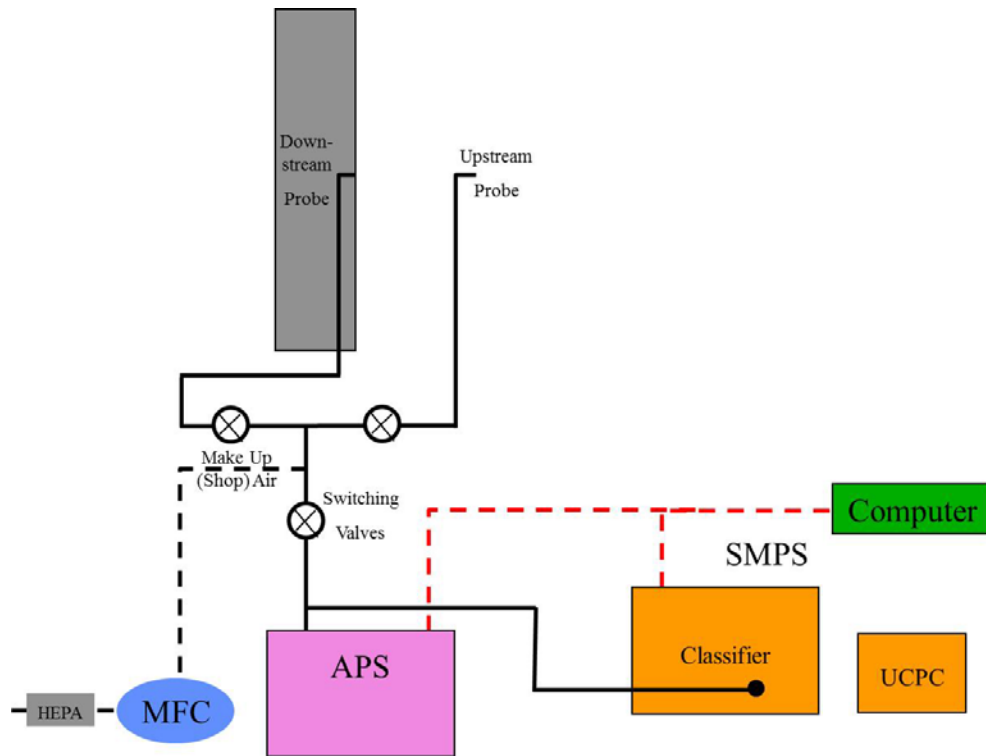 Down-
stream
Probe
Upstream
Probe
Make Up
(Shop) Air
Switching
Valves
Computer
SMPS
Classifier
UCPC
APS
HEPA
MFC